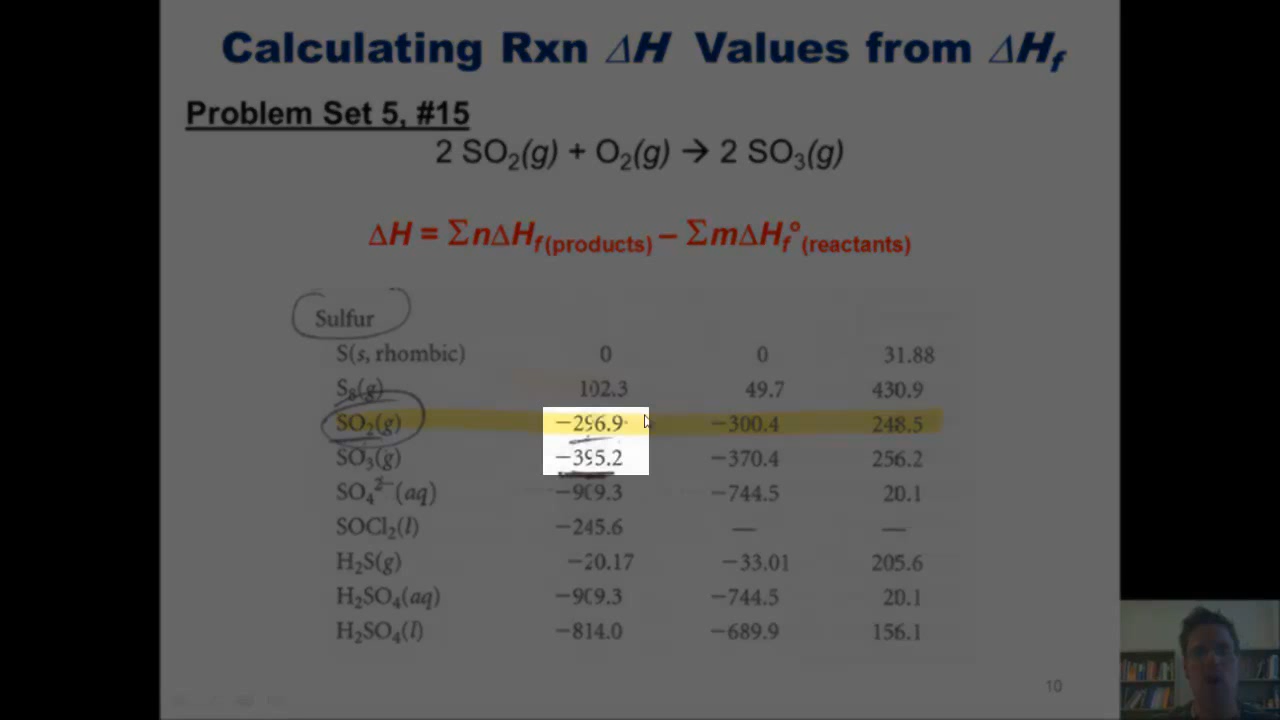 Calculating Rxn ΔH Values from ΔHf
Problem Set 5, #15
2 SO₂(g) + O₂(g) → 2 SO₃(g)
ΔH = ΣnΔHf(products) – ΣmΔHf°(reactants)
Sulfur
S(s, rhombic) 0 0 31.88
S₈(g) 102.3 49.7 430.9
SO₂(g) −296.9 −300.4 248.5
SO₃(g) −395.2 −370.4 256.2
SO₄²⁻(aq) −909.3 −744.5 20.1
SOCl₂(l) −245.6 — —
H₂S(g) −20.17 −33.01 205.6
H₂SO₄(aq) −909.3 −744.5 20.1
H₂SO₄(l) −814.0 −689.9 156.1
10